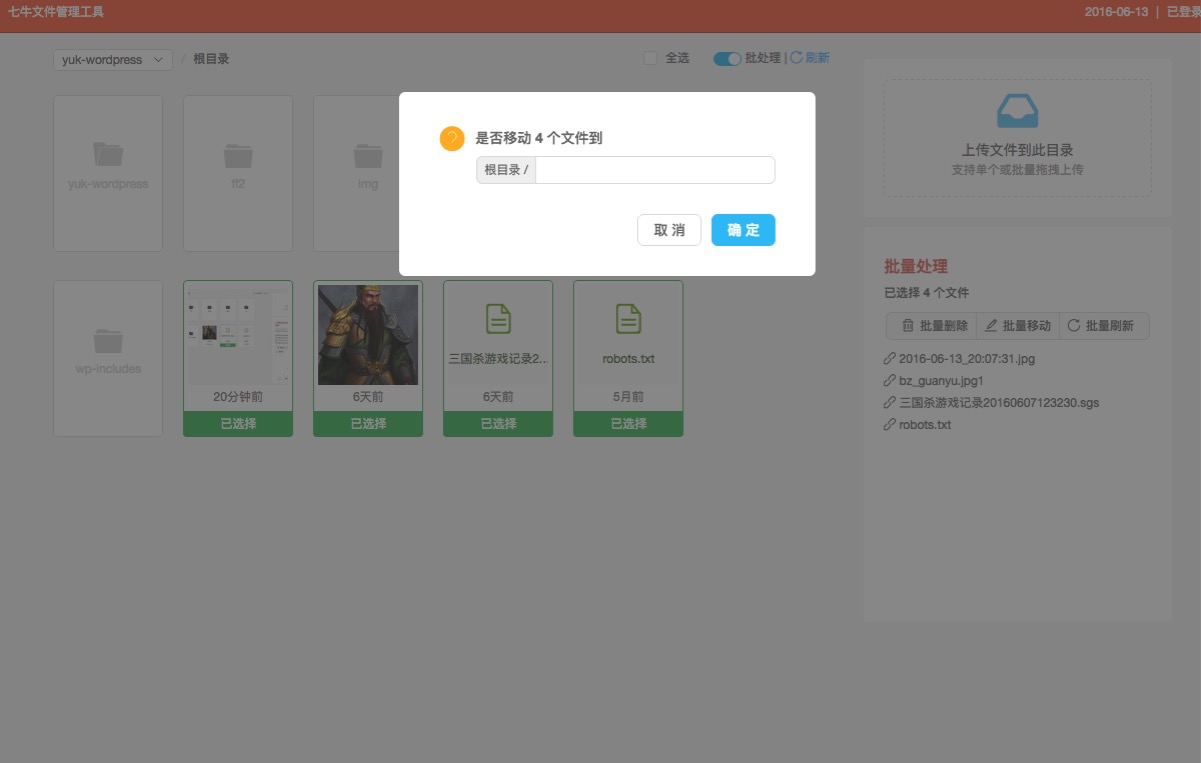 七牛文件管理工具
2016-06-13 | 已登录
yuk-wordpress / 根目录
全选 批处理 | 刷新
yuk-wordpress
ff2
img
是否移动 4 个文件到
根目录 /
取 消 确 定
上传文件到此目录
支持单个或批量拖拽上传
wp-includes
20分钟前
已选择
6天前
已选择
三国杀游戏记录2...
6天前
已选择
robots.txt
5月前
已选择
批量处理
已选择 4 个文件
批量删除 批量移动 批量刷新
2016-06-13_20:07:31.jpg
bz_guanyu.jpg1
三国杀游戏记录20160607123230.sgs
robots.txt